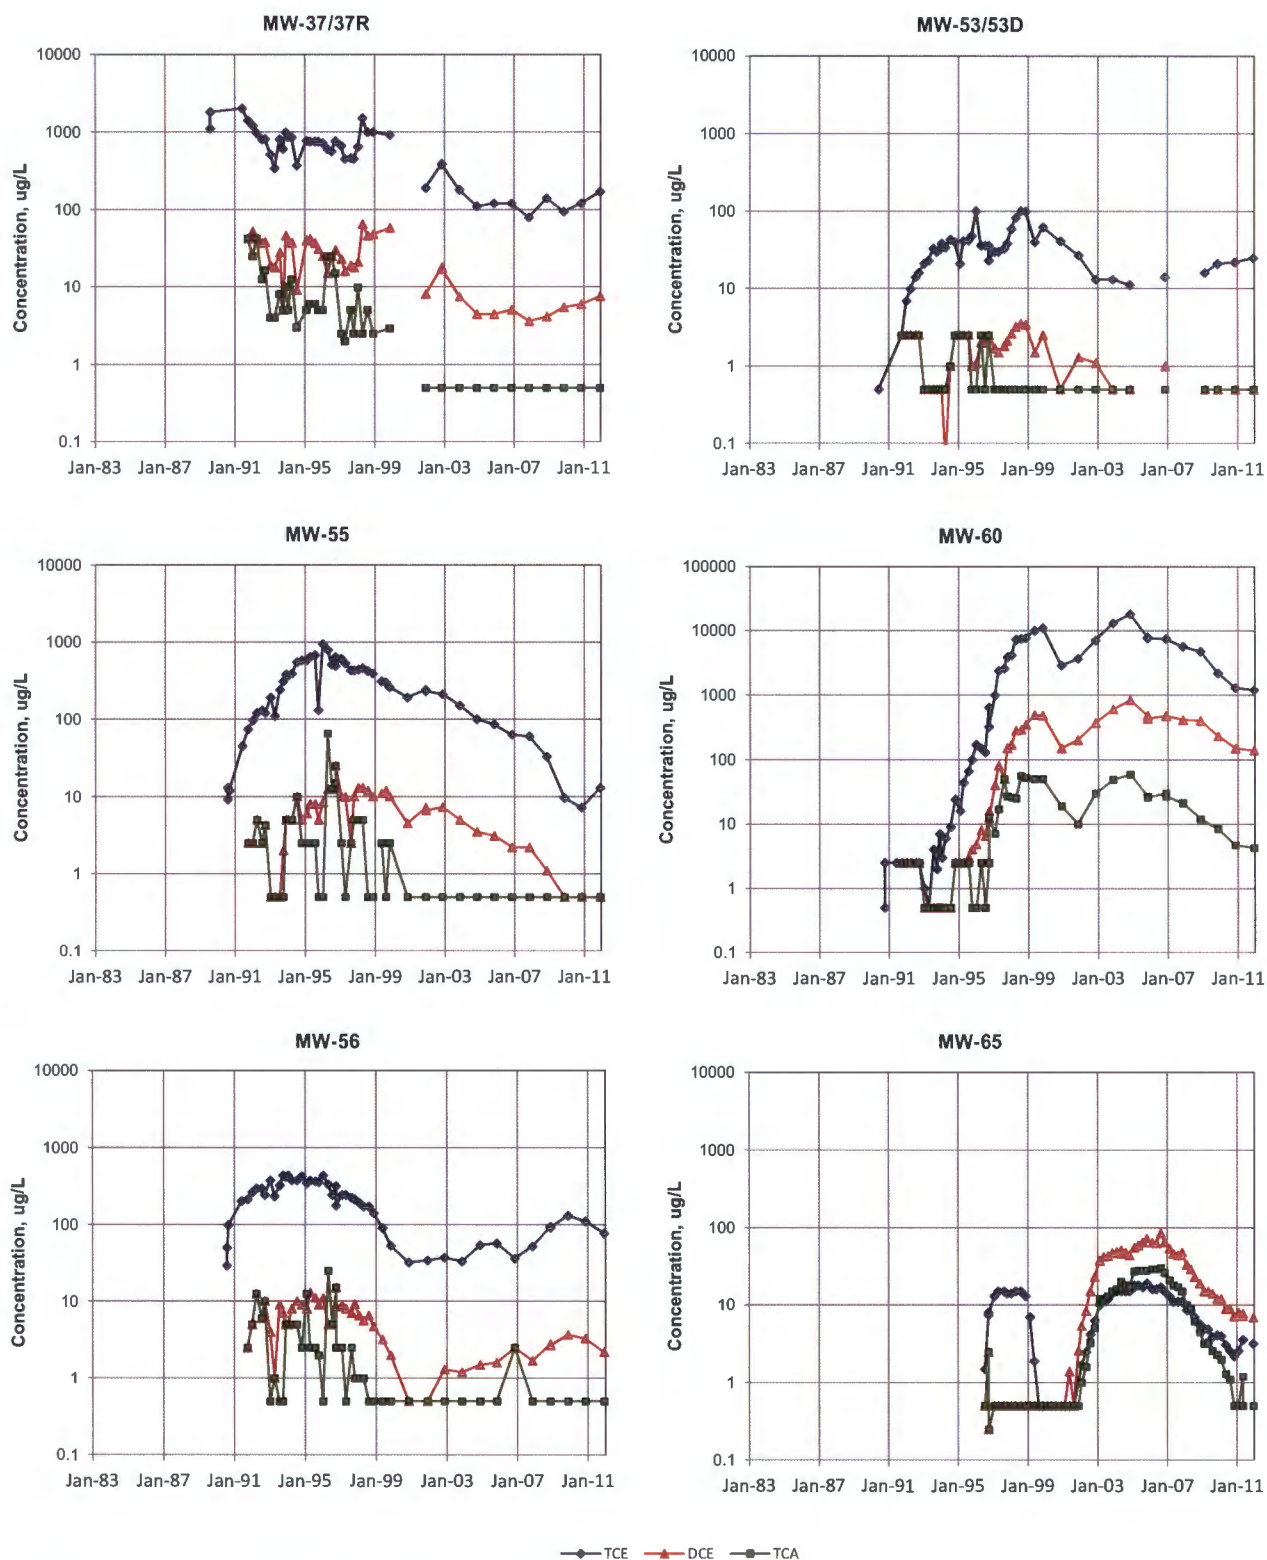 MW-37/37R
10000
1000
100
10
1
0.1
Concentration, ug/L
Jan-83 Jan-87 Jan-91 Jan-95 Jan-99 Jan-03 Jan-07 Jan-11
MW-53/53D
10000
1000
100
10
1
0.1
Concentration, ug/L
Jan-83 Jan-87 Jan-91 Jan-95 Jan-99 Jan-03 Jan-07 Jan-11
MW-55
10000
1000
100
10
1
0.1
Concentration, ug/L
Jan-83 Jan-87 Jan-91 Jan-95 Jan-99 Jan-03 Jan-07 Jan-11
MW-60
100000
10000
1000
100
10
1
0.1
Concentration, ug/L
Jan-83 Jan-87 Jan-91 Jan-95 Jan-99 Jan-03 Jan-07 Jan-11
MW-56
10000
1000
100
10
1
0.1
Concentration, ug/L
Jan-83 Jan-87 Jan-91 Jan-95 Jan-99 Jan-03 Jan-07 Jan-11
MW-65
10000
1000
100
10
1
0.1
Concentration, ug/L
Jan-83 Jan-87 Jan-91 Jan-95 Jan-99 Jan-03 Jan-07 Jan-11
TCE DCE TCA